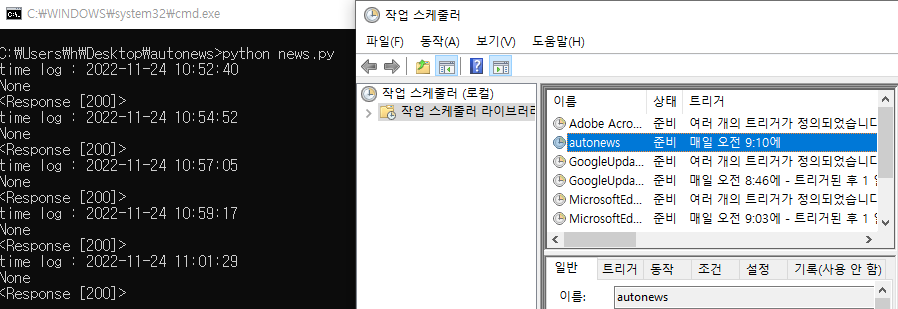 C:\WINDOWS\system32\cmd.exe
C:\Users\h\Desktop\autonews>python news.py
time log : 2022-11-24 10:52:40
None
<Response [200]>
time log : 2022-11-24 10:54:52
None
<Response [200]>
time log : 2022-11-24 10:57:05
None
<Response [200]>
time log : 2022-11-24 10:59:17
None
<Response [200]>
time log : 2022-11-24 11:01:29
None
<Response [200]>
작업 스케줄러
파일(F) 동작(A) 보기(V) 도움말(H)
작업 스케줄러 (로컬)
작업 스케줄러 라이브러리
이름 상태 트리거
Adobe Acro... 준비 여러 개의 트리거가 정의되었습니다
autonews 준비 매일 오전 9:10에
GoogleUpda... 준비 여러 개의 트리거가 정의되었습니다
GoogleUpda... 준비 매일 오전 8:46에 - 트리거된 후 1
MicrosoftEd... 준비 여러 개의 트리거가 정의되었습니다
MicrosoftEd... 준비 매일 오전 9:03에 - 트리거된 후 1
일반 트리거 동작 조건 설정 기록(사용 안 함)
이름: autonews